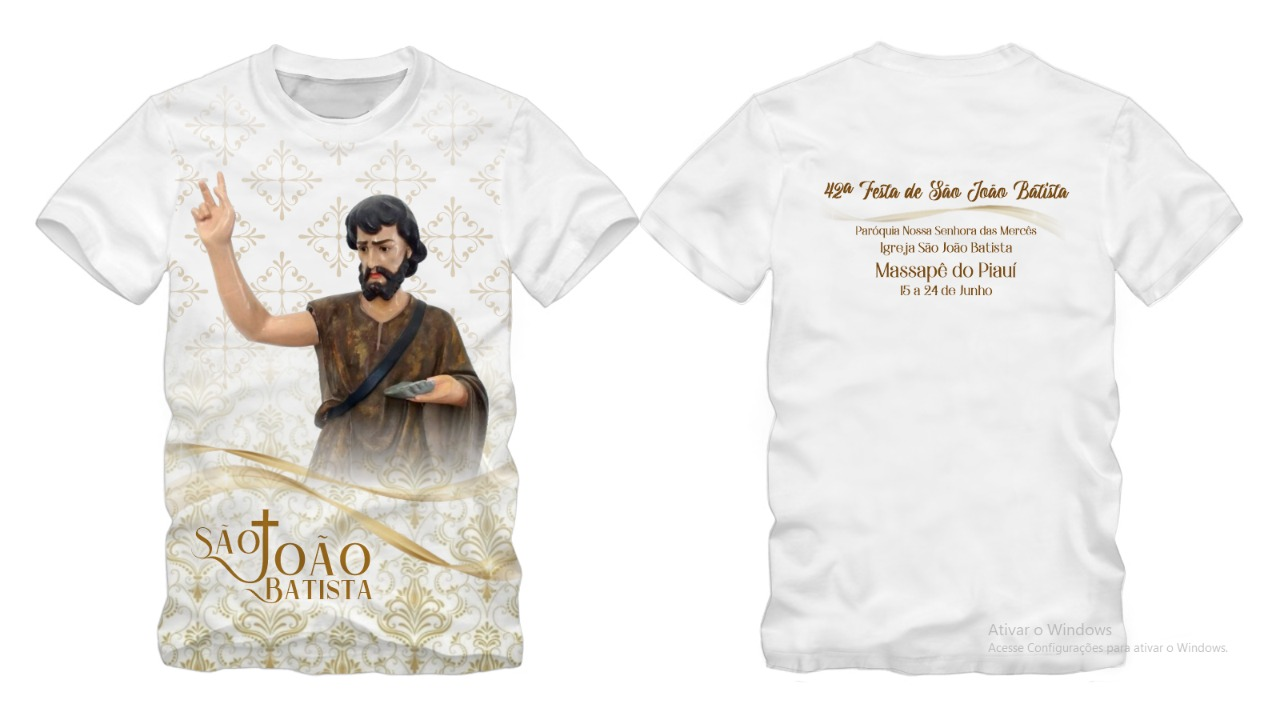 SÃO JOÃO
BATISTA
42ª Festa de São João Batista
Paróquia Nossa Senhora das Mercês
Igreja São João Batista
Massapê do Piauí
15 a 24 de Junho
Ativar o Windows
Acesse Configurações para ativar o Windows.